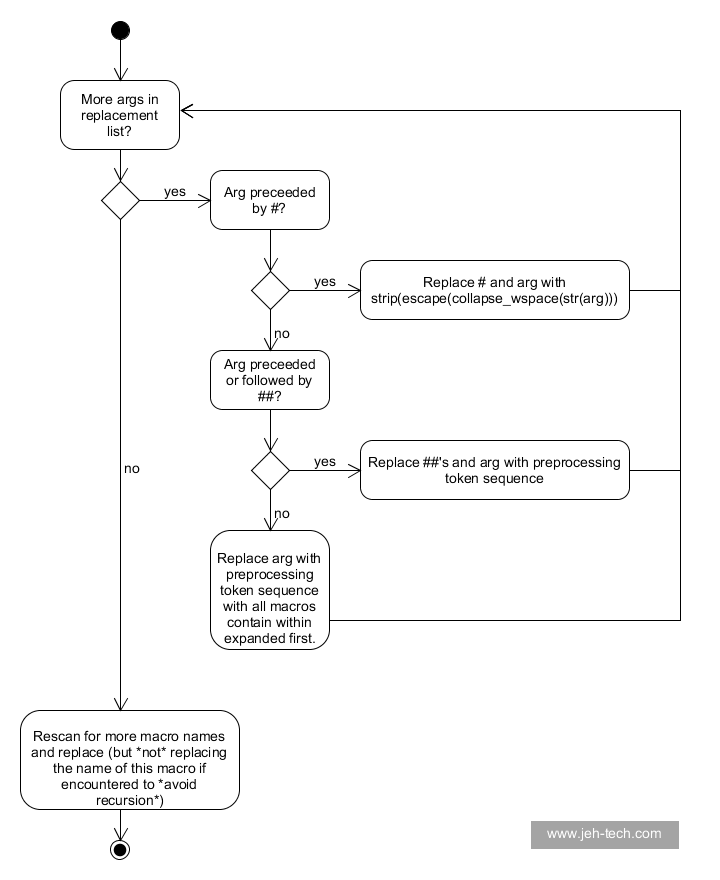 More args in
replacement
list?
yes
Arg preceeded
by #?
yes
Replace # and arg with
strip(escape(collapse_wspace(str(arg)))
no
Arg preceeded
or followed by
##?
yes
Replace ##'s and arg with preprocessing
token sequence
no
no
Replace arg with
preprocessing
token sequence
with all macros
contain within
expanded first.
Rescan for more macro names
and replace (but *not* replacing
the name of this macro if
encountered to *avoid
recursion*)
www.jeh-tech.com